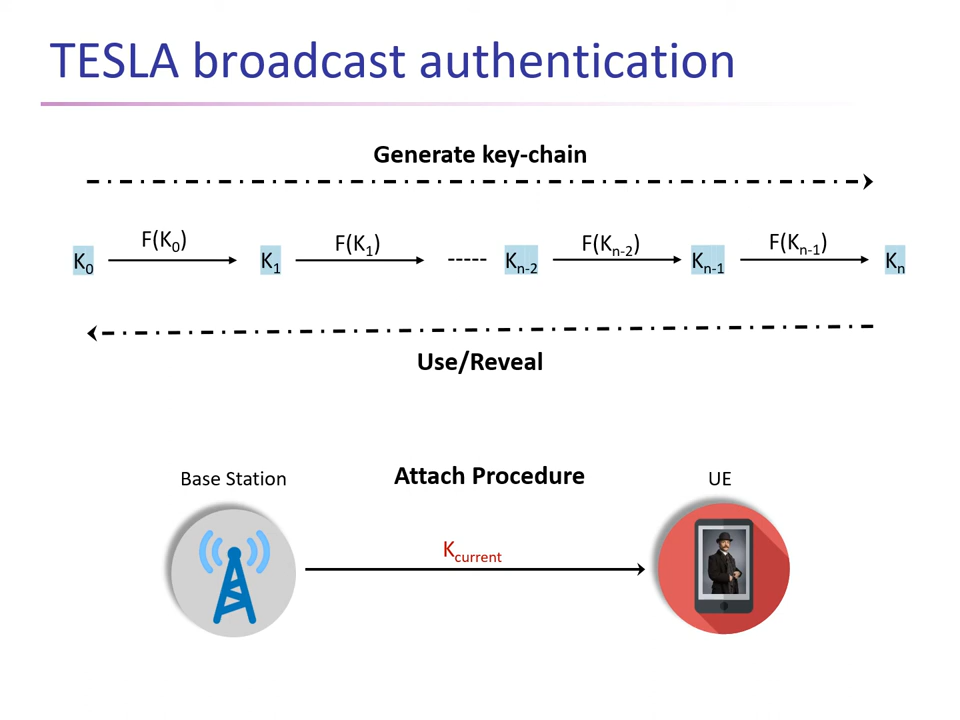 TESLA broadcast authentication
Generate key-chain
F(K₀) F(K₁) F(Kₙ₋₂) F(Kₙ₋₁)
K₀ K₁ ----- Kₙ₋₂ Kₙ₋₁ Kₙ
Use/Reveal
Base Station Attach Procedure UE
K_current